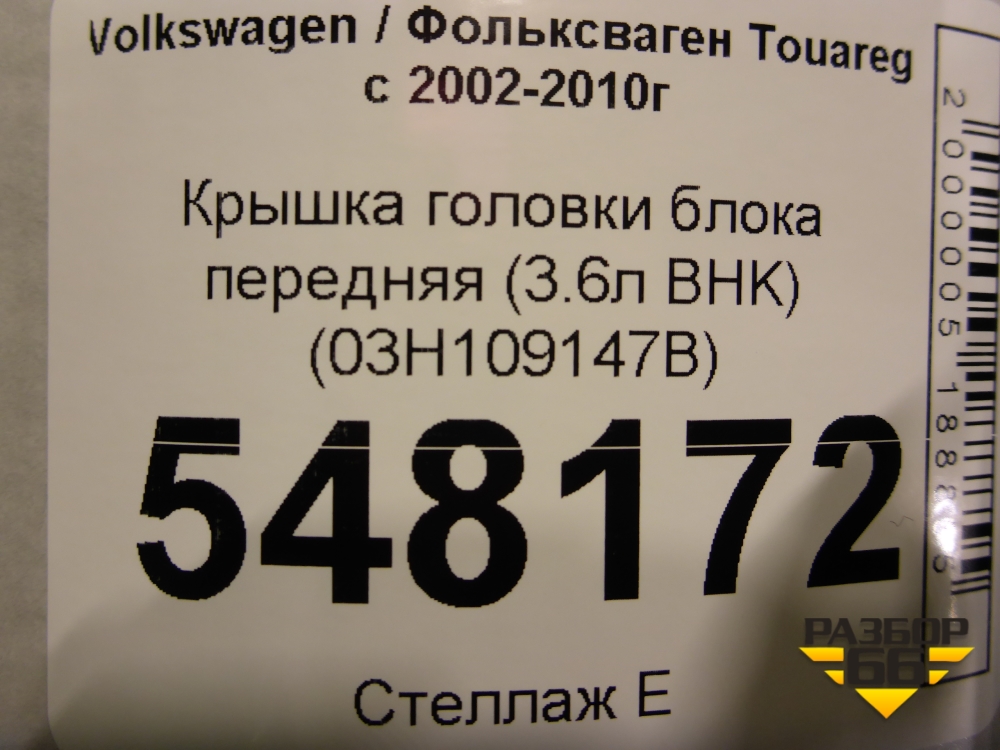 Volkswagen / Фольксваген Touareg
с 2002-2010г
Крышка головки блока
передняя (3.6л BHK)
(03H109147B)
548172
Стеллаж Е
РАЗБОР
66